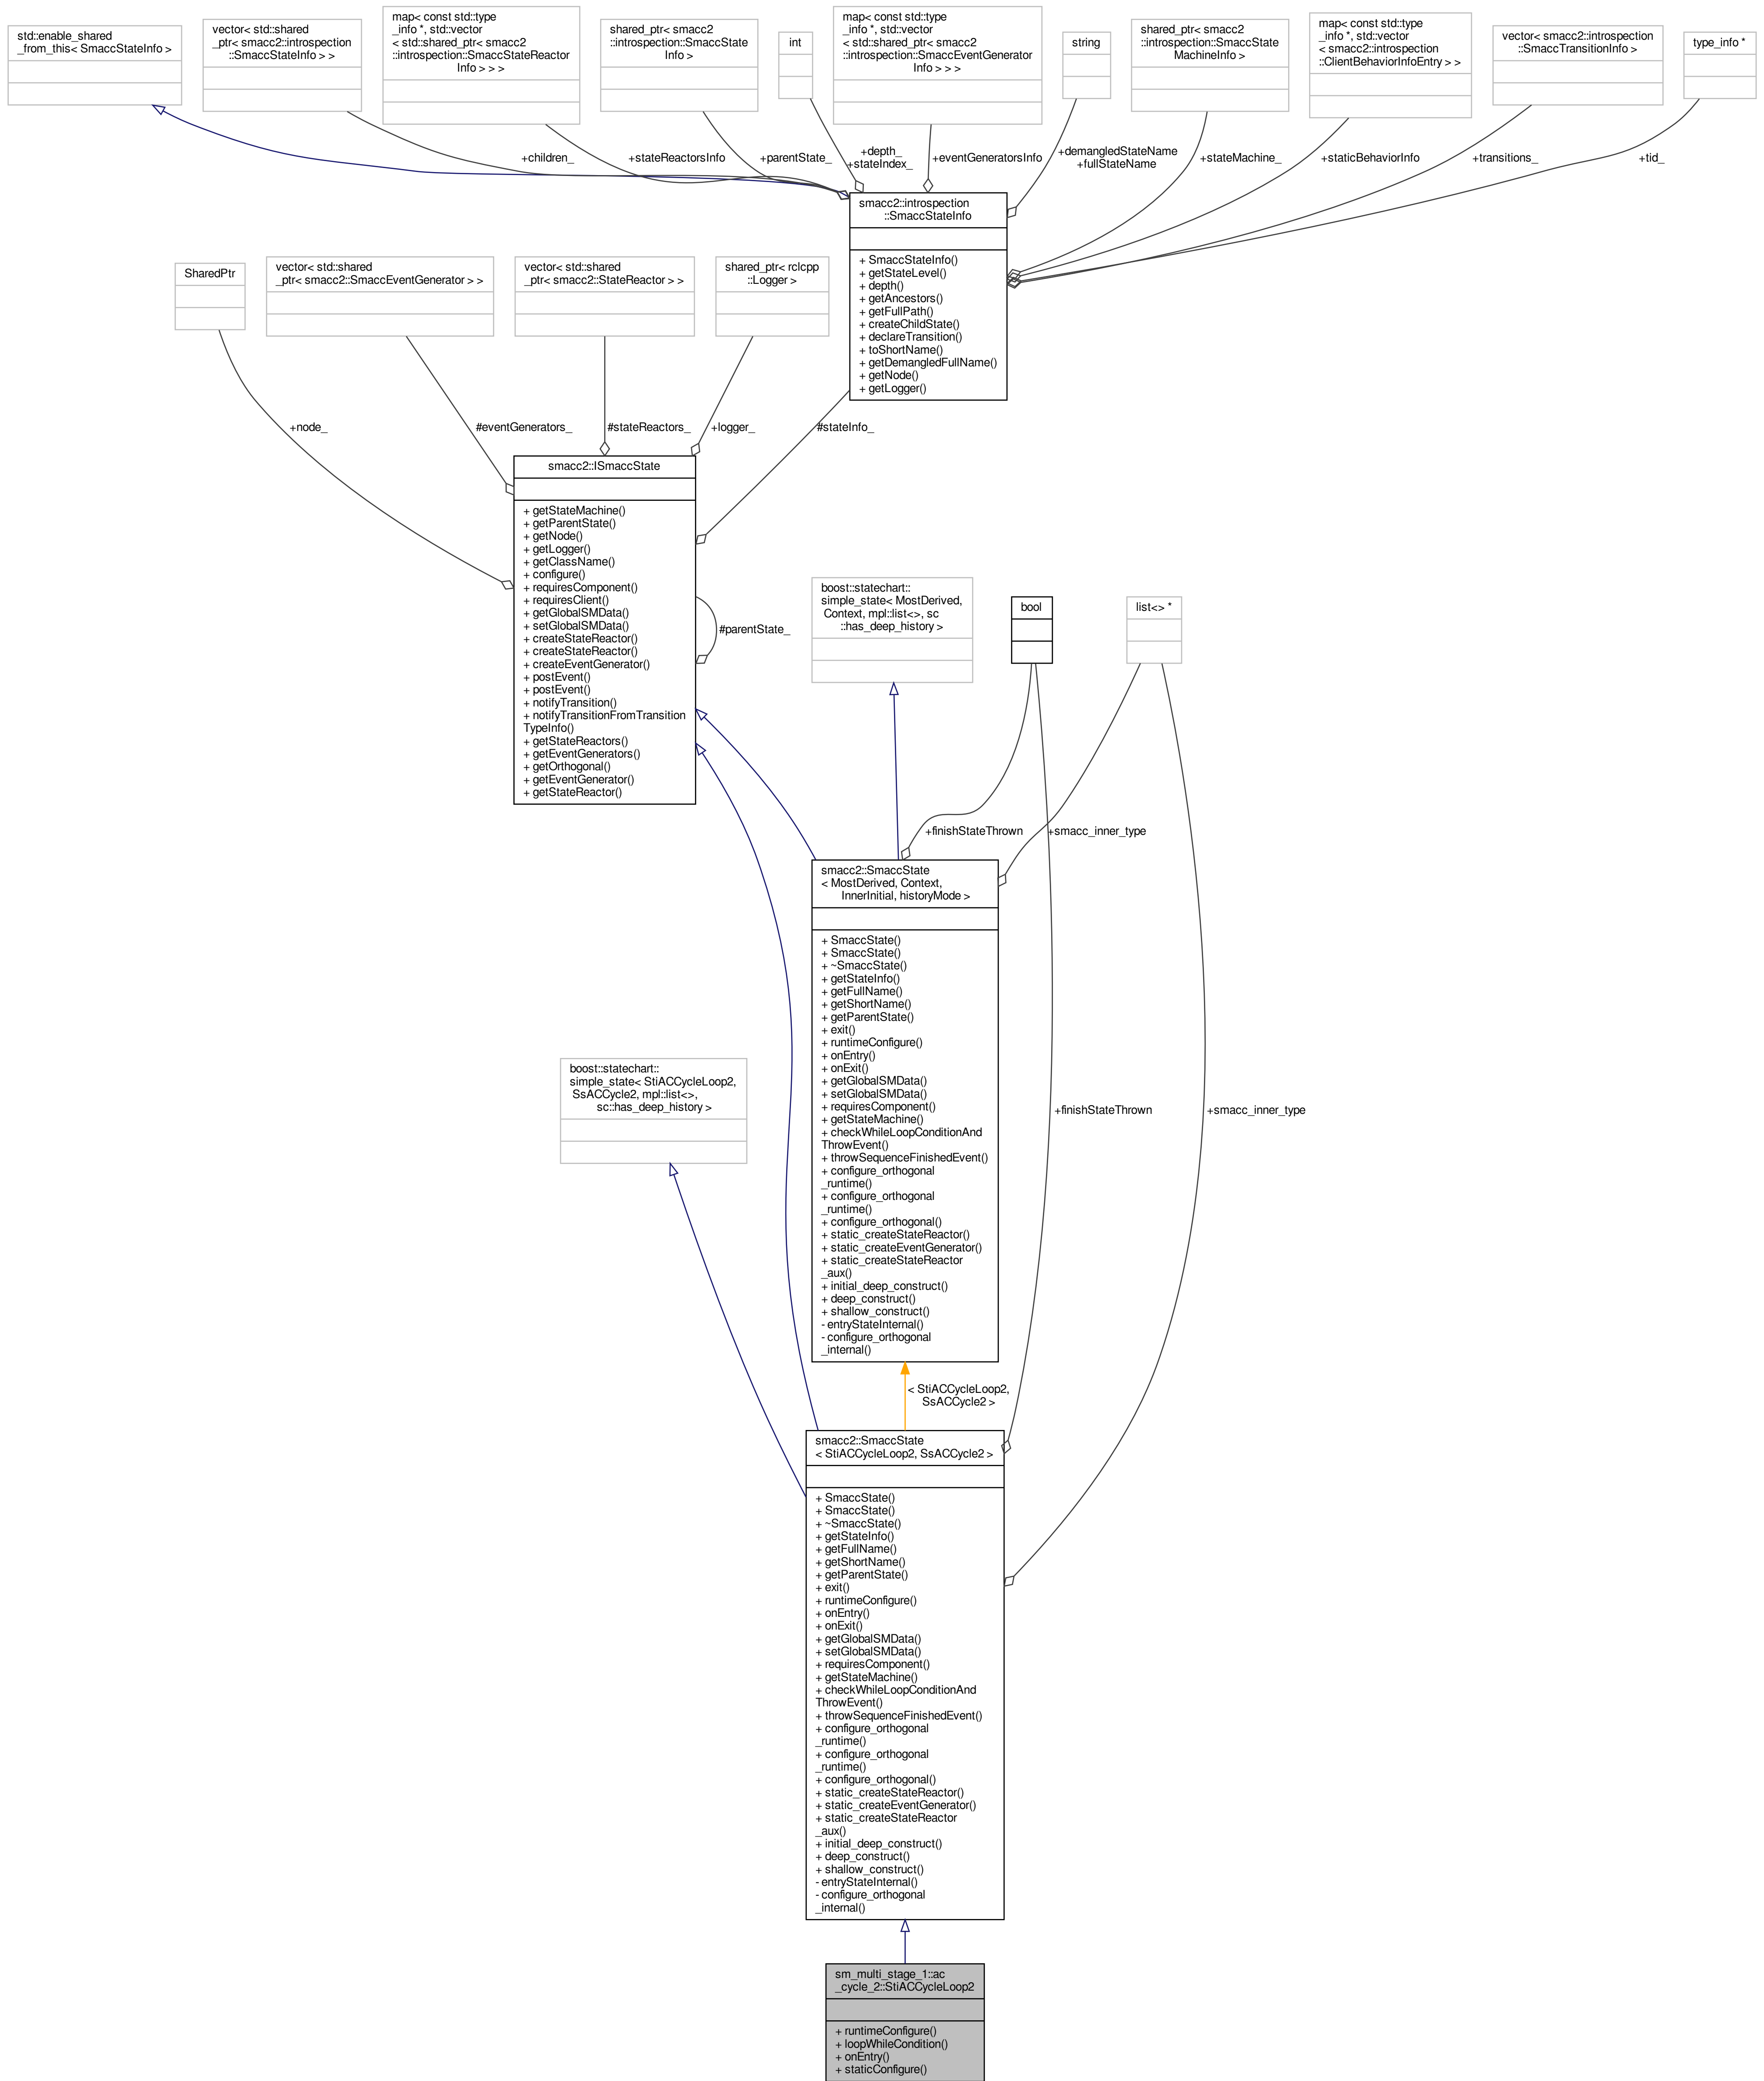 std::enable_shared
_from_this< SmaccStateInfo >
vector< std::shared
_ptr< smacc2::introspection
::SmaccStateInfo > >
map< const std::type
_info *, std::vector
< std::shared_ptr< smacc2
::introspection::SmaccStateReactor
Info > > >
shared_ptr< smacc2
::introspection::SmaccState
Info >
int
map< const std::type
_info *, std::vector
< std::shared_ptr< smacc2
::introspection::SmaccEventGenerator
Info > > >
string
shared_ptr< smacc2
::introspection::SmaccState
MachineInfo >
map< const std::type
_info *, std::vector
< smacc2::introspection
::ClientBehaviorInfoEntry > >
vector< smacc2::introspection
::SmaccTransitionInfo >
type_info *
+children_
+stateReactorsInfo
+parentState_
+depth_
+stateIndex_
+eventGeneratorsInfo
+demangledStateName
+fullStateName
+stateMachine_
+staticBehaviorInfo
+transitions_
+tid_
smacc2::introspection
::SmaccStateInfo
+ SmaccStateInfo()
+ getStateLevel()
+ depth()
+ getAncestors()
+ getFullPath()
+ createChildState()
+ declareTransition()
+ toShortName()
+ getDemangledFullName()
+ getNode()
+ getLogger()
SharedPtr
vector< std::shared
_ptr< smacc2::SmaccEventGenerator > >
vector< std::shared
_ptr< smacc2::StateReactor > >
shared_ptr< rclcpp
::Logger >
+node_
#eventGenerators_
#stateReactors_
+logger_
#stateInfo_
smacc2::ISmaccState
+ getStateMachine()
+ getParentState()
+ getNode()
+ getLogger()
+ getClassName()
+ configure()
+ requiresComponent()
+ requiresClient()
+ getGlobalSMData()
+ setGlobalSMData()
+ createStateReactor()
+ createStateReactor()
+ createEventGenerator()
+ postEvent()
+ postEvent()
+ notifyTransition()
+ notifyTransitionFromTransition
TypeInfo()
+ getStateReactors()
+ getEventGenerators()
+ getOrthogonal()
+ getEventGenerator()
+ getStateReactor()
#parentState_
boost::statechart::
simple_state< MostDerived,
Context, mpl::list<>, sc
::has_deep_history >
bool
list<> *
+finishStateThrown
+smacc_inner_type
smacc2::SmaccState
< MostDerived, Context,
InnerInitial, historyMode >
+ SmaccState()
+ SmaccState()
+ ~SmaccState()
+ getStateInfo()
+ getFullName()
+ getShortName()
+ getParentState()
+ exit()
+ runtimeConfigure()
+ onEntry()
+ onExit()
+ getGlobalSMData()
+ setGlobalSMData()
+ requiresComponent()
+ getStateMachine()
+ checkWhileLoopConditionAnd
ThrowEvent()
+ throwSequenceFinishedEvent()
+ configure_orthogonal
_runtime()
+ configure_orthogonal
_runtime()
+ configure_orthogonal()
+ static_createStateReactor()
+ static_createEventGenerator()
+ static_createStateReactor
_aux()
+ initial_deep_construct()
+ deep_construct()
+ shallow_construct()
- entryStateInternal()
- configure_orthogonal
_internal()
boost::statechart::
simple_state< StiACCycleLoop2,
SsACCycle2, mpl::list<>,
sc::has_deep_history >
+finishStateThrown
+smacc_inner_type
< StiACCycleLoop2,
SsACCycle2 >
smacc2::SmaccState
< StiACCycleLoop2, SsACCycle2 >
+ SmaccState()
+ SmaccState()
+ ~SmaccState()
+ getStateInfo()
+ getFullName()
+ getShortName()
+ getParentState()
+ exit()
+ runtimeConfigure()
+ onEntry()
+ onExit()
+ getGlobalSMData()
+ setGlobalSMData()
+ requiresComponent()
+ getStateMachine()
+ checkWhileLoopConditionAnd
ThrowEvent()
+ throwSequenceFinishedEvent()
+ configure_orthogonal
_runtime()
+ configure_orthogonal
_runtime()
+ configure_orthogonal()
+ static_createStateReactor()
+ static_createEventGenerator()
+ static_createStateReactor
_aux()
+ initial_deep_construct()
+ deep_construct()
+ shallow_construct()
- entryStateInternal()
- configure_orthogonal
_internal()
sm_multi_stage_1::ac
_cycle_2::StiACCycleLoop2
+ runtimeConfigure()
+ loopWhileCondition()
+ onEntry()
+ staticConfigure()